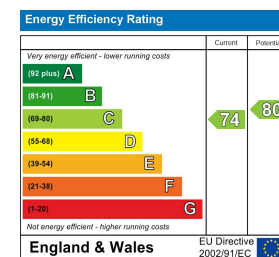 Energy Efficiency Rating
Current Potentia
Very energy efficient - lower running costs
(92 plus) A
(81-91) B
(69-80) C
(55-68) D
(39-54) E
(21-38) F
(1-20) G
74
80
Not energy efficient - higher running costs
England & Wales
EU Directive
2002/91/EC